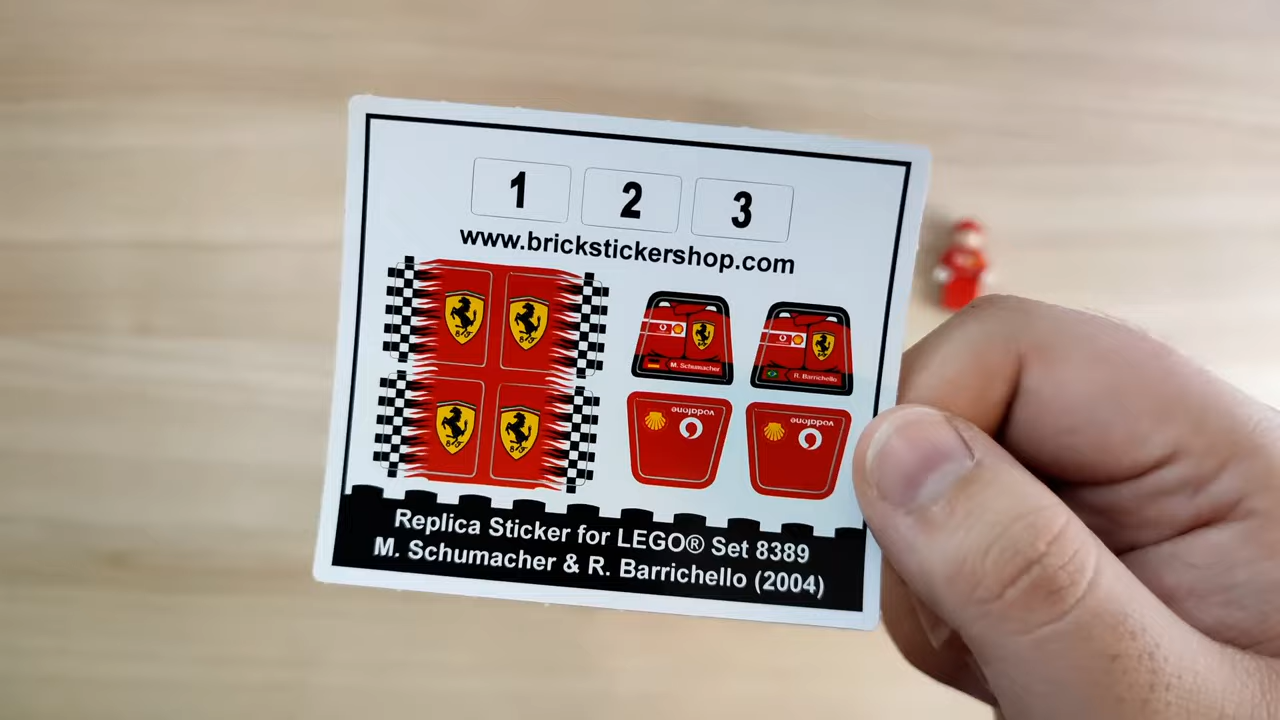 1 2 3
www.brickstickershop.com
M. Schumacher
R. Barrichello
vodafone
vodafone
Replica Sticker for LEGO® Set 8389
M. Schumacher & R. Barrichello (2004)